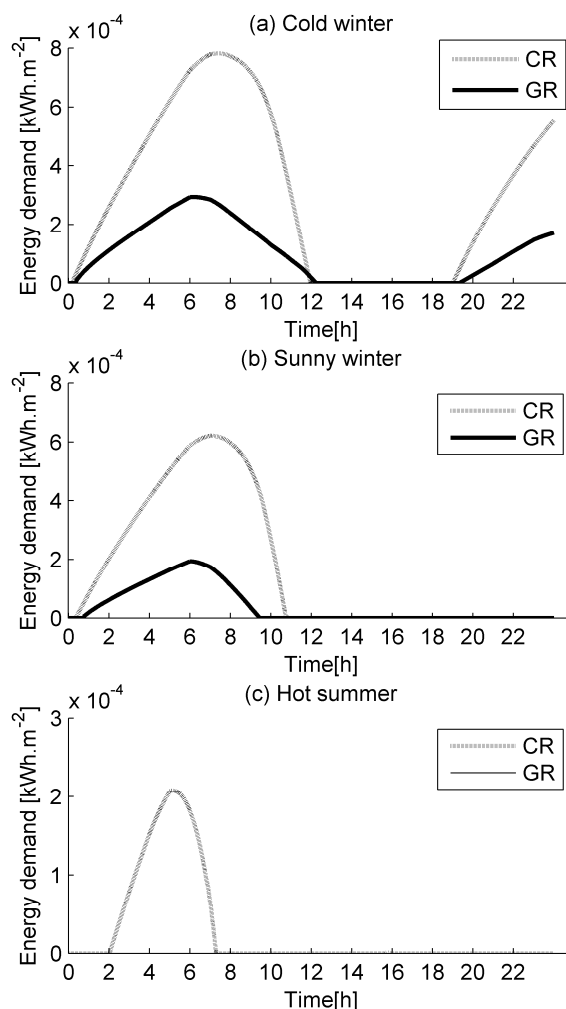 (a) Cold winter
x 10⁻⁴
8
6
4
2
0
Energy demand [kWh.m⁻²]
CR
GR
0 2 4 6 8 10 12 14 16 18 20 22
Time[h]
(b) Sunny winter
x 10⁻⁴
8
6
4
2
0
Energy demand [kWh.m⁻²]
CR
GR
0 2 4 6 8 10 12 14 16 18 20 22
Time[h]
(c) Hot summer
x 10⁻⁴
3
2
1
0
Energy demand [kWh.m⁻²]
CR
GR
0 2 4 6 8 10 12 14 16 18 20 22
Time[h]